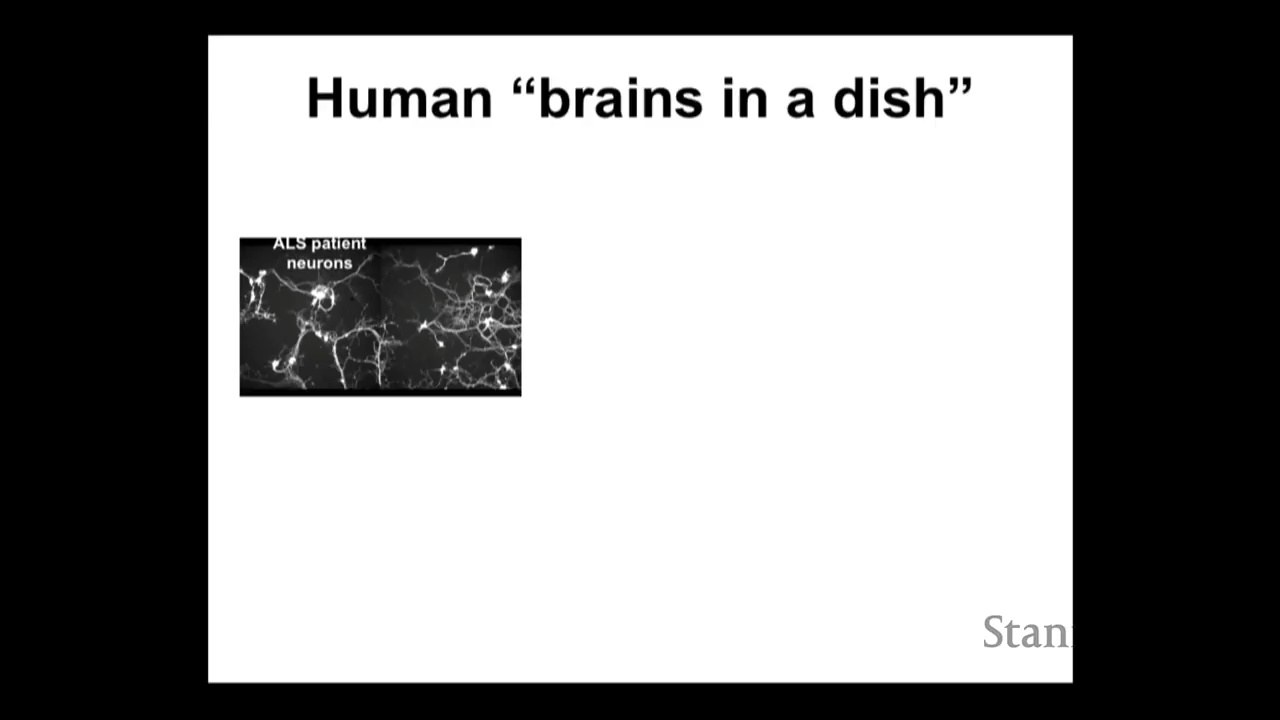 Human “brains in a dish”
ALS patient
neurons
Stan